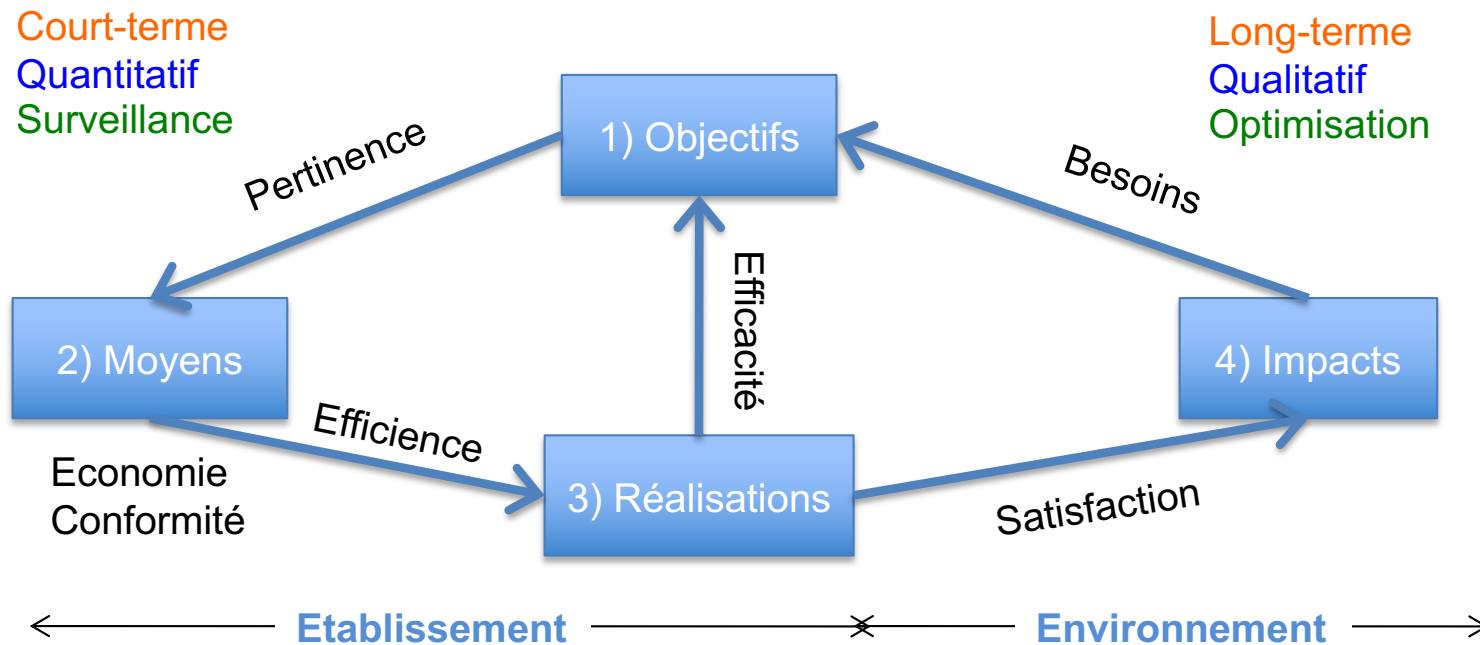 Court-terme
Quantitatif
Surveillance
Long-terme
Qualitatif
Optimisation
1) Objectifs
Pertinence
Besoins
Efficacité
2) Moyens
4) Impacts
Efficience
Economie
Conformité
3) Réalisations
Satisfaction
Etablissement
Environnement